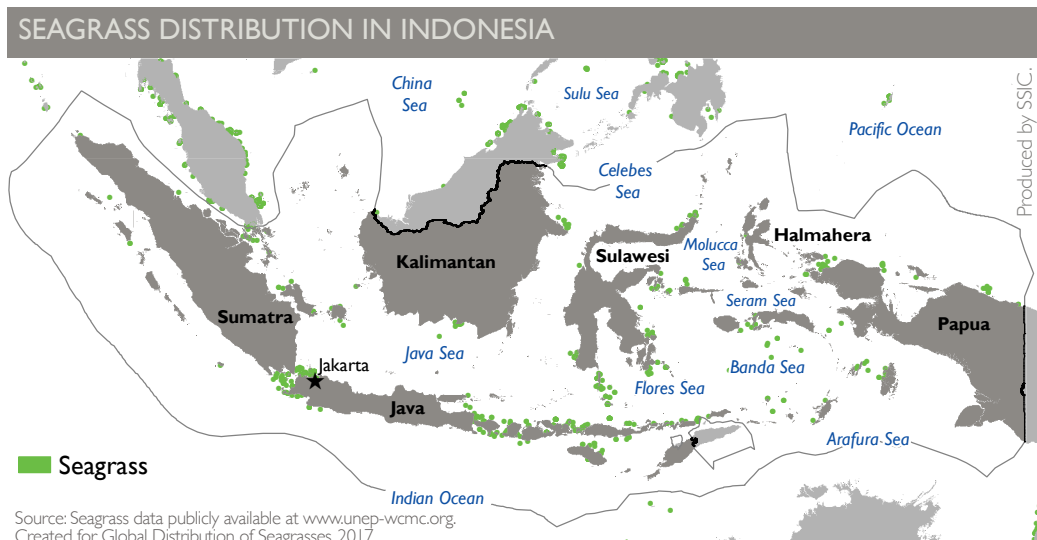 SEAGRASS DISTRIBUTION IN INDONESIA
China
Sea
Sulu Sea
Pacific Ocean
Produced by SSIC.
Celebes
Sea
Halmahera
Molucca
Sea
Sulawesi
Kalimantan
Seram Sea
Sumatra
Papua
Java Sea
Jakarta
Banda Sea
Flores Sea
Java
Arafura Sea
Seagrass
Indian Ocean
Source: Seagrass data publicly available at www.unep-wcmc.org.
Created for Global Distribution of Seagrasses 2017